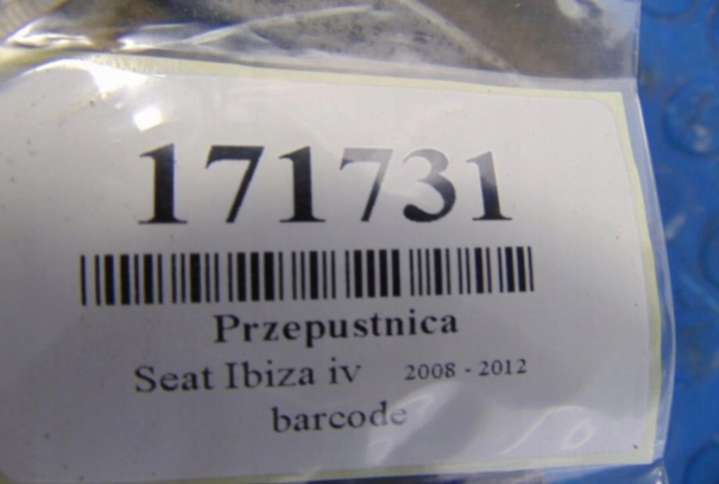 171731
Przepustnica
Seat Ibiza iv 2008 - 2012
barcode